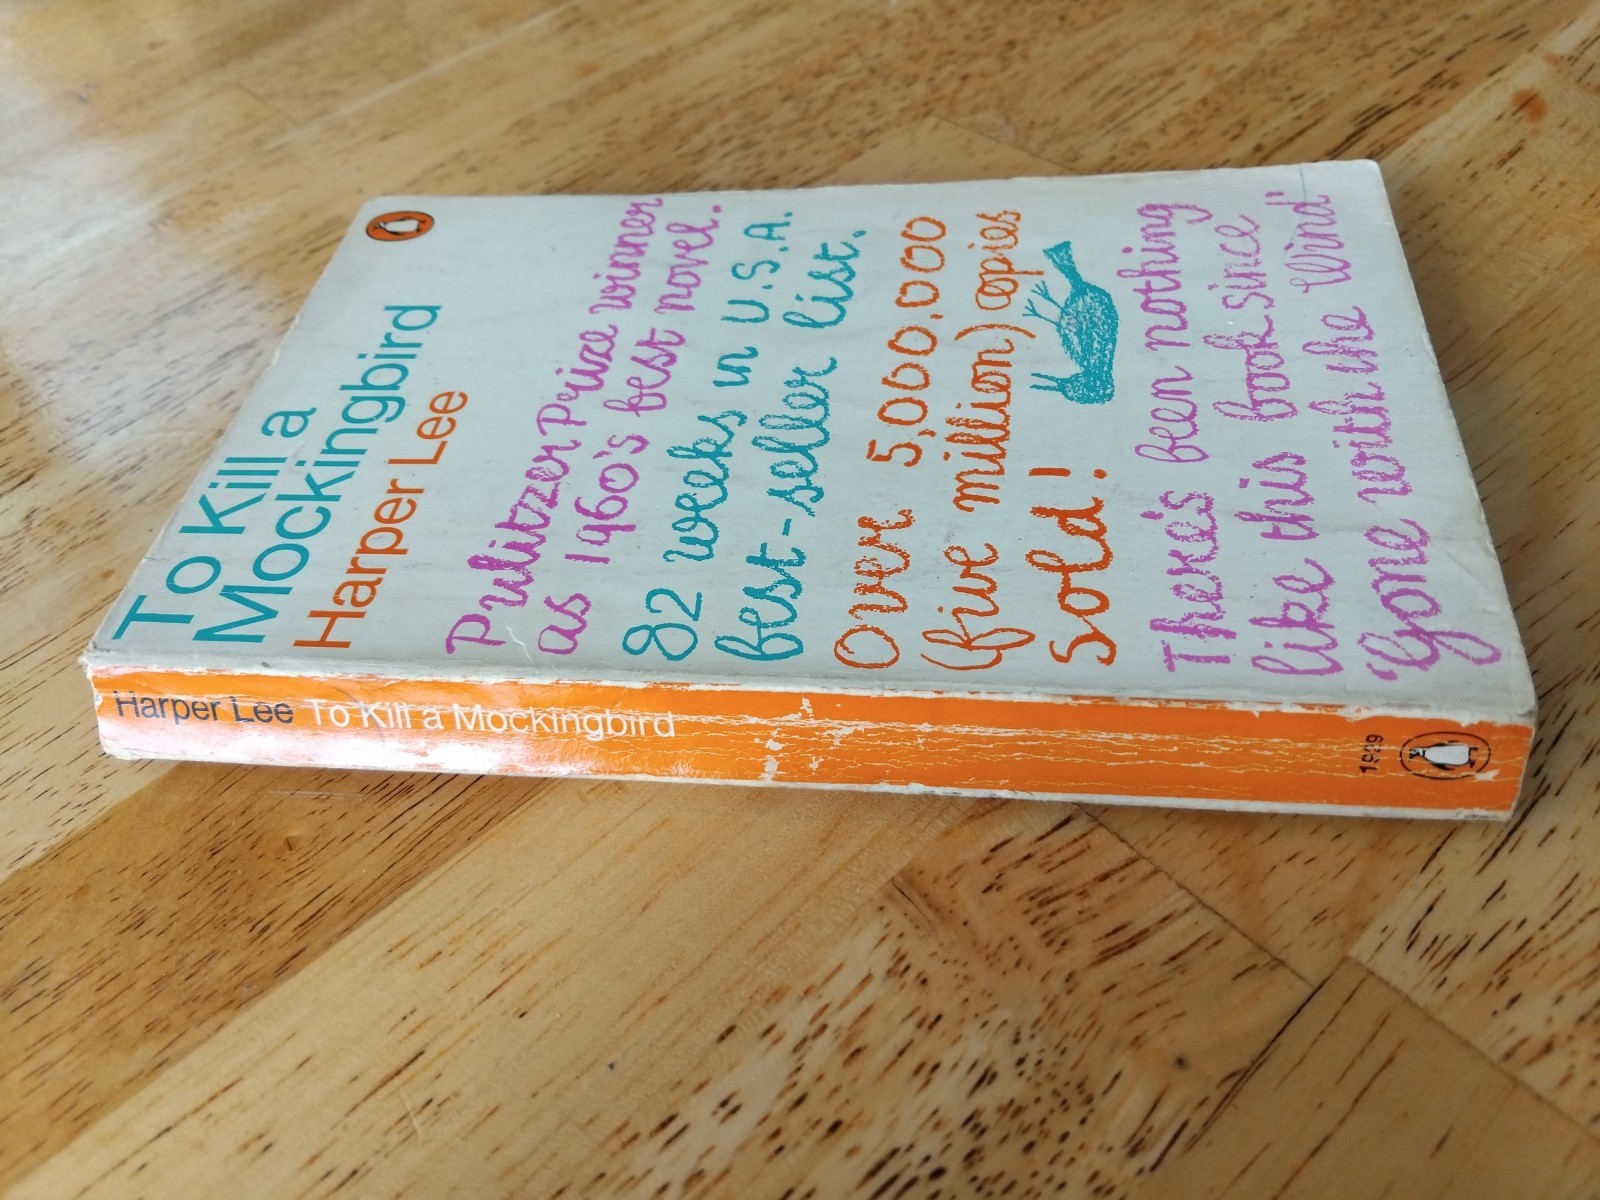 To Kill a
Mockingbird
Harper Lee
Pulitzer Prize winner
as 1960's best novel.
82 weeks in U.S.A.
best-seller list.
Over 5,000,000
(five million) copies
sold!
There's been nothing
like this book since
'Gone with the Wind'
Harper Lee To Kill a Mockingbird
1929